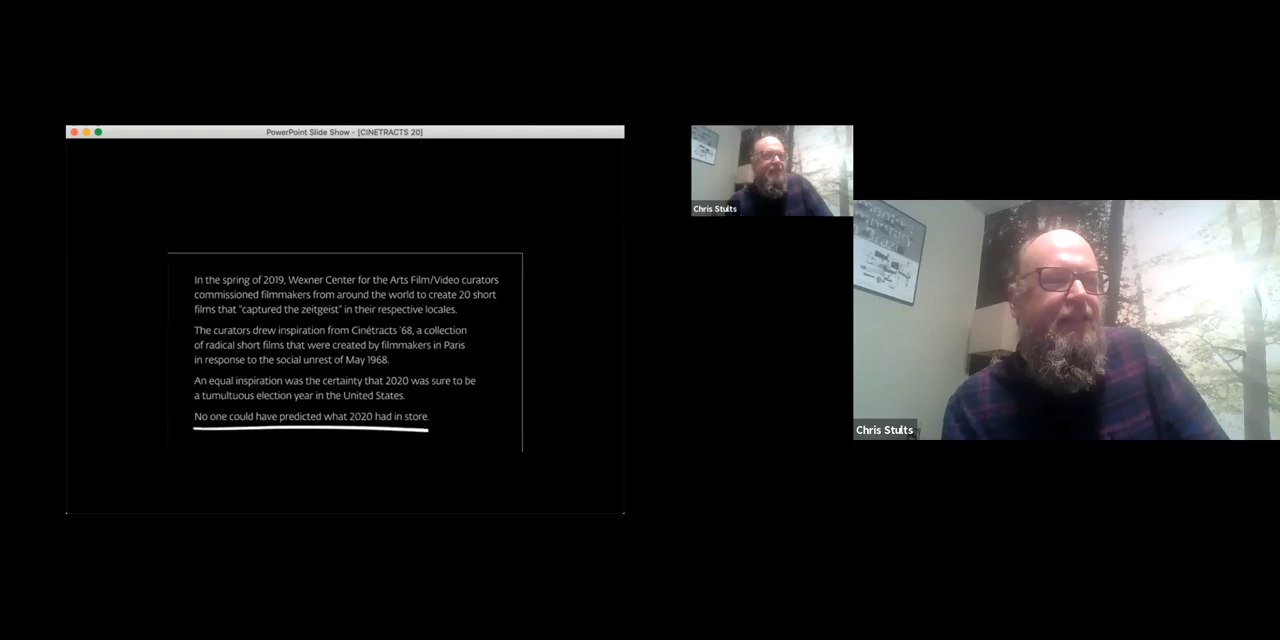 PowerPoint Slide Show - [CINETRACTS 20]
In the spring of 2019, Wexner Center for the Arts Film/Video curators
commissioned filmmakers from around the world to create 20 short
films that "captured the zeitgeist" in their respective locales.
The curators drew inspiration from Cinétracts '68, a collection
of radical short films that were created by filmmakers in Paris
in response to the social unrest of May 1968.
An equal inspiration was the certainty that 2020 was sure to be
a tumultuous election year in the United States.
No one could have predicted what 2020 had in store.
Chris Stults
Chris Stults